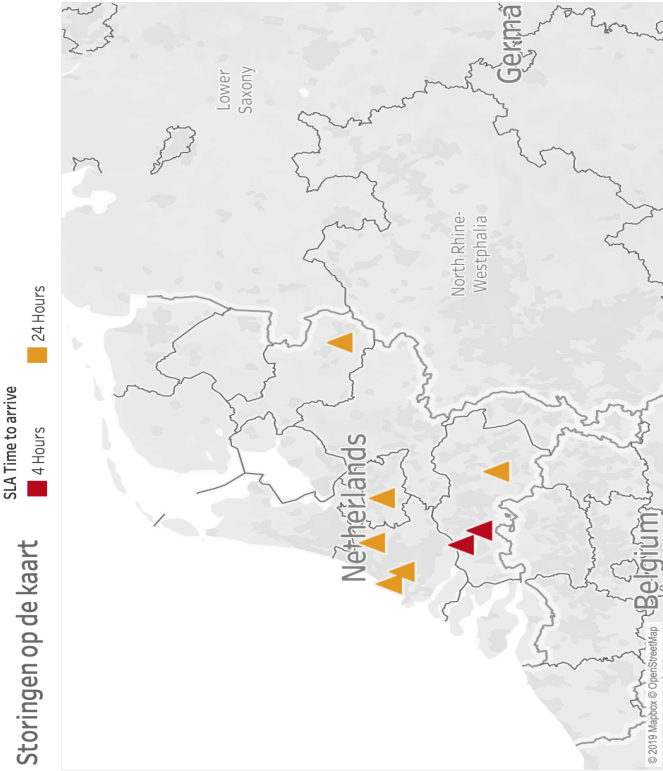 Storingen op de kaart
SLA Time to arrive
4 Hours
24 Hours
Lower
Saxony
Germa
North Rhine-
Westphalia
Netherlands
Belgium
© 2019 Mapbox © OpenStreetMap